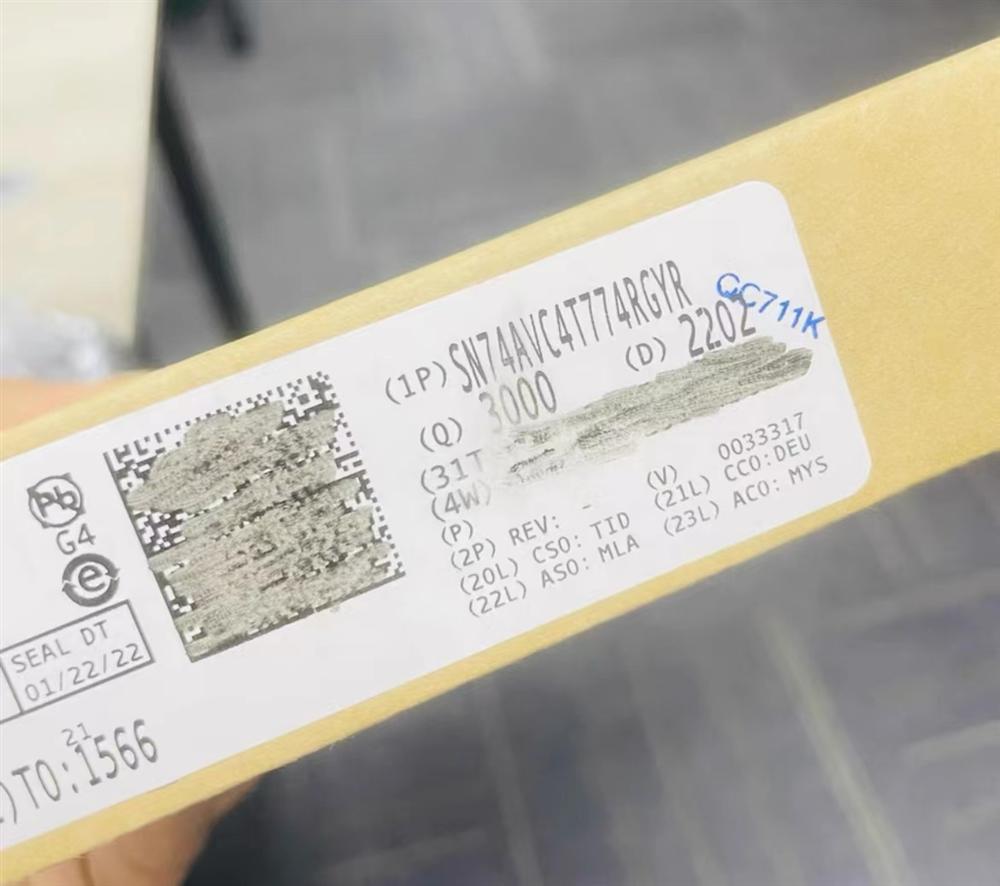 (1P) SN74AVC4T774RGYR
QC711K
(Q) 3000 (D) 2202
(31T
(4W)
(P) (V) 0033317
(2P) REV: - (21L) CCO:DEU
(20L) CSO: TID (23L) ACO: MYS
(22L) ASO: MLA
Pb
G4
e
SEAL DT
01/22/22
21
)TO:1566